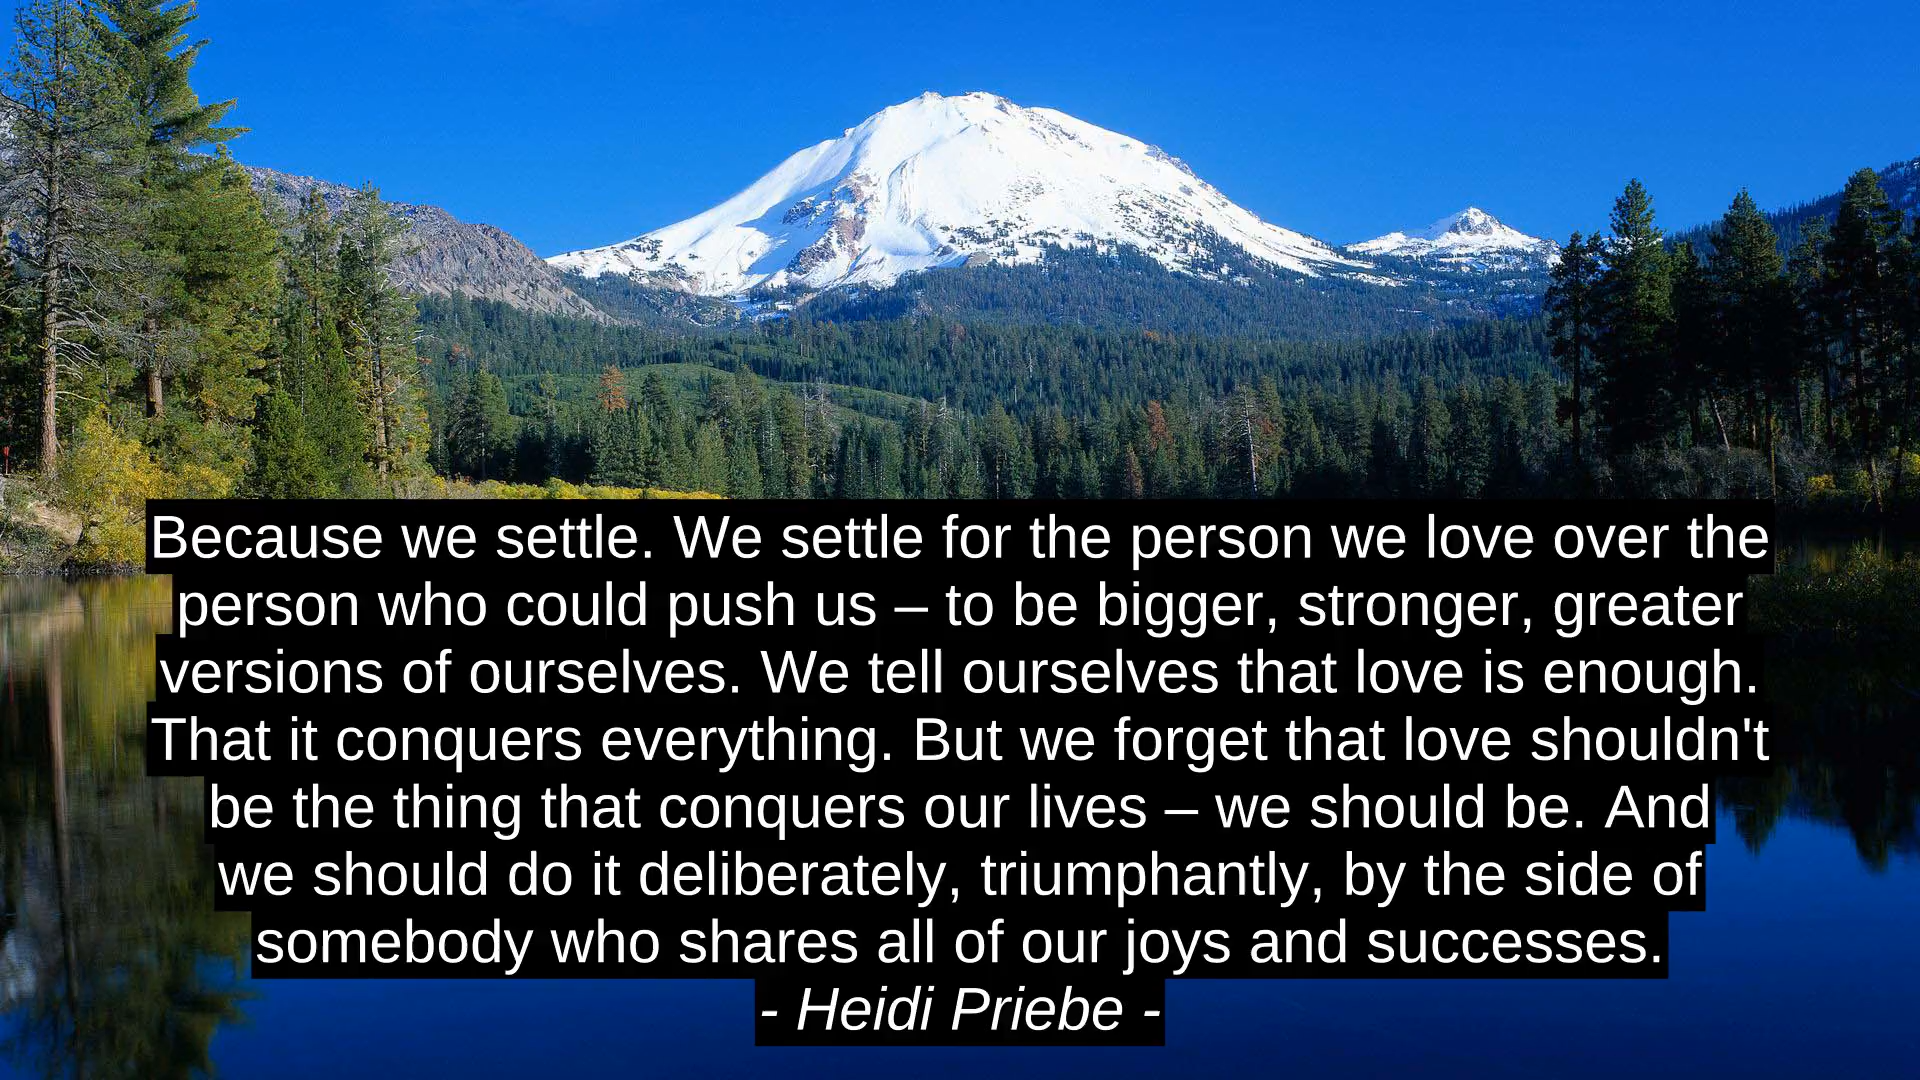 Because we settle. We settle for the person we love over the
person who could push us – to be bigger, stronger, greater
versions of ourselves. We tell ourselves that love is enough.
That it conquers everything. But we forget that love shouldn't
be the thing that conquers our lives – we should be. And
we should do it deliberately, triumphantly, by the side of
somebody who shares all of our joys and successes.
- Heidi Priebe -